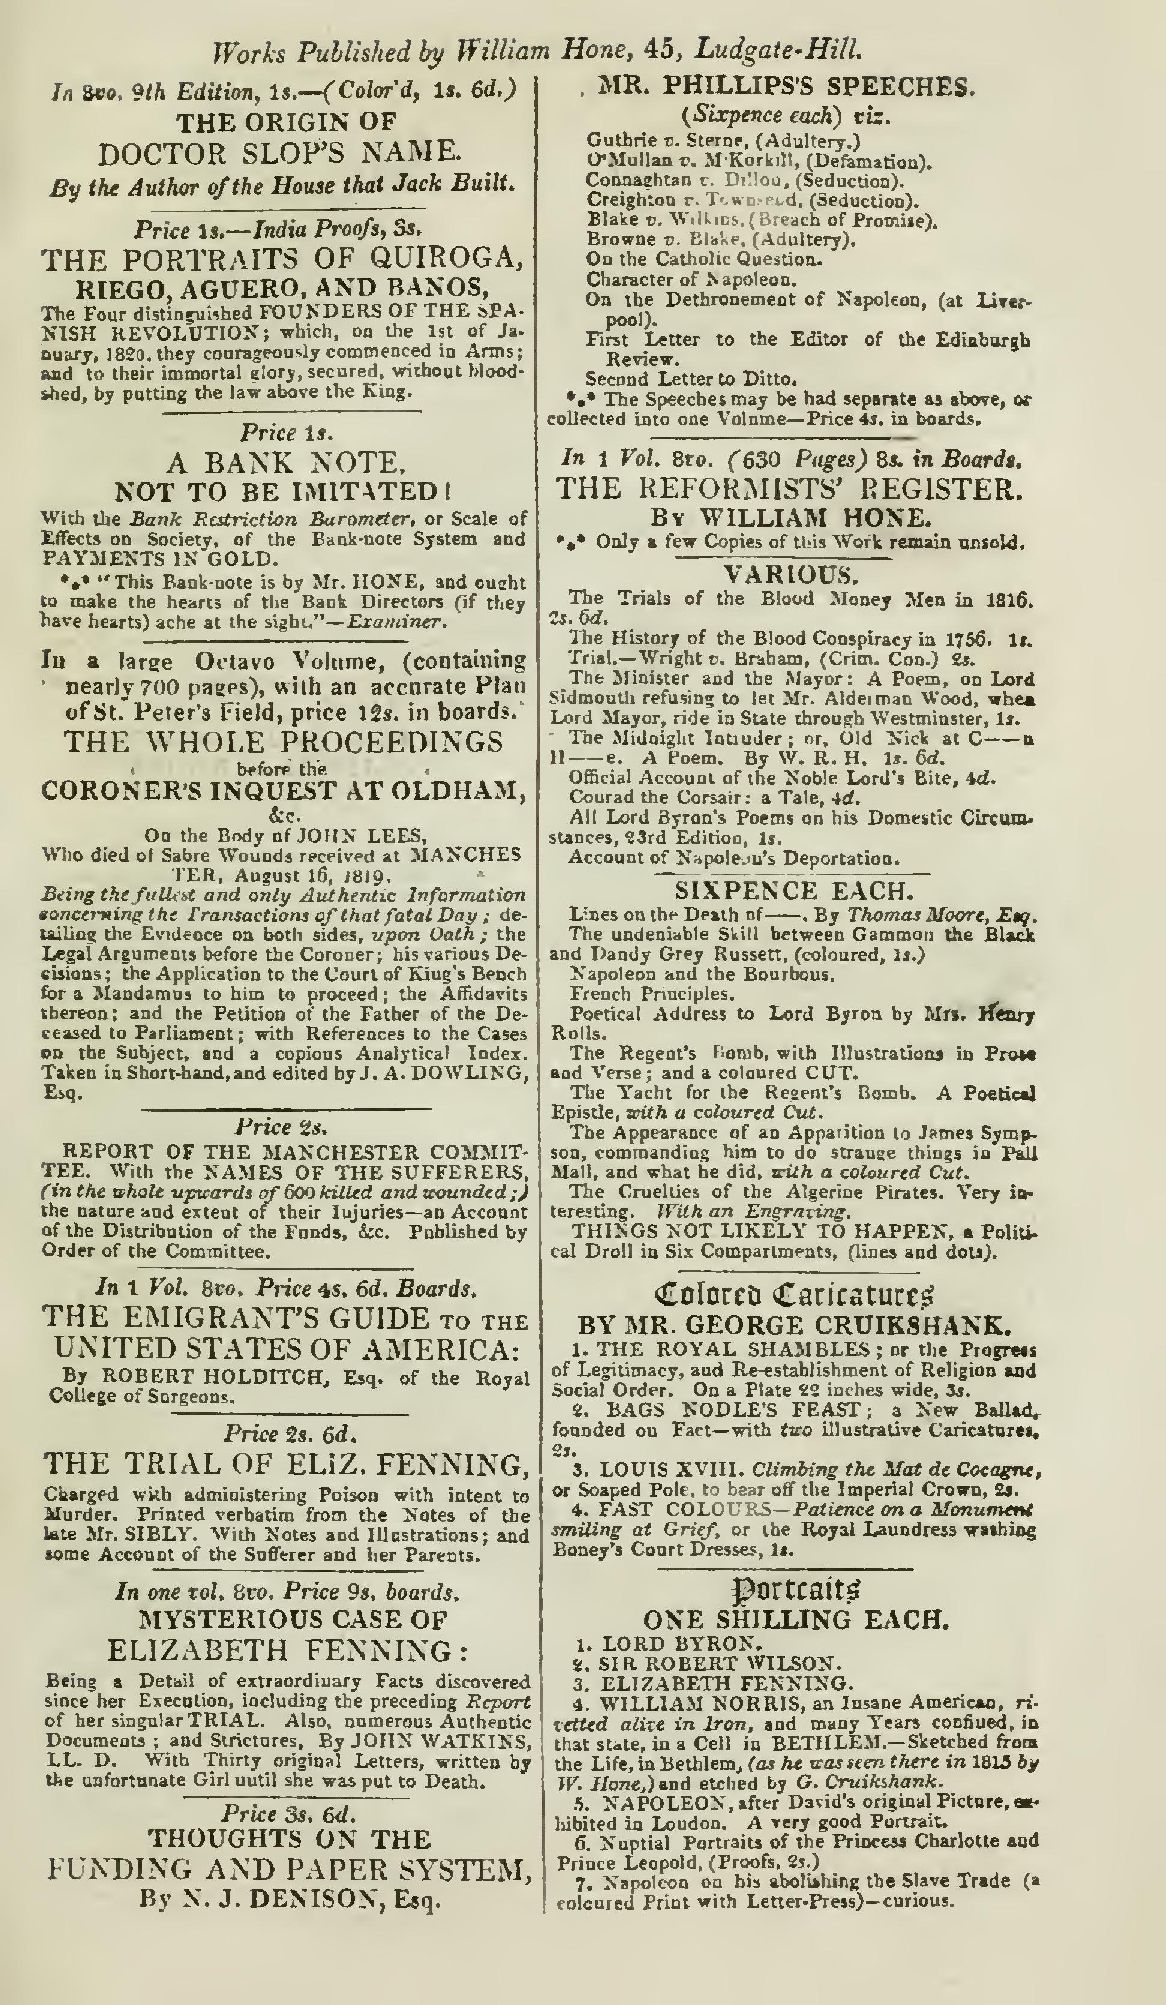 Works Published by William Hone, 45, Ludgate-Hill.
In 8vo. 9th Edition, 1s.—(Color'd, 1s. 6d.)
THE ORIGIN OF
DOCTOR SLOP'S NAME.
By the Author of the House that Jack Built.
Price 1s.—India Proofs, 3s.
THE PORTRAITS OF QUIROGA,
RIEGO, AGUERO, AND BANOS,
The Four distinguished FOUNDERS OF THE SPA-
NISH REVOLUTION; which, on the 1st of Ja-
nuary, 1820, they courageously commenced in Arms;
and to their immortal glory, secured, without blood-
shed, by putting the law above the King.
Price 1s.
A BANK NOTE,
NOT TO BE IMITATED!
With the Bank Restriction Barometer, or Scale of
Effects on Society, of the Bank-note System and
PAYMENTS IN GOLD.
*** "This Bank-note is by Mr. HONE, and ought
to make the hearts of the Bank Directors (if they
have hearts) ache at the sight."—Examiner.
In a large Octavo Volume, (containing
nearly 700 pages), with an accurate Plan
of St. Peter's Field, price 12s. in boards.
THE WHOLE PROCEEDINGS
before the
CORONER'S INQUEST AT OLDHAM,
&c.
On the Body of JOHN LEES,
Who died of Sabre Wounds received at MANCHES
TER, August 16, 1819.
Being the fullest and only Authentic Information
concerning the Transactions of that fatal Day; de-
tailing the Evidence on both sides, upon Oath; the
Legal Arguments before the Coroner; his various De-
cisions; the Application to the Court of King's Bench
for a Mandamus to him to proceed; the Affidavits
thereon; and the Petition of the Father of the De-
ceased to Parliament; with References to the Cases
on the Subject, and a copious Analytical Index.
Taken in Short-hand, and edited by J. A. DOWLING,
Esq.
Price 2s.
REPORT OF THE MANCHESTER COMMIT-
TEE. With the NAMES OF THE SUFFERERS,
(in the whole upwards of 600 killed and wounded;)
the nature and extent of their Injuries—an Account
of the Distribution of the Funds, &c. Published by
Order of the Committee.
In 1 Vol. 8vo. Price 4s. 6d. Boards.
THE EMIGRANT'S GUIDE TO THE
UNITED STATES OF AMERICA:
By ROBERT HOLDITCH, Esq. of the Royal
College of Surgeons.
Price 2s. 6d.
THE TRIAL OF ELIZ. FENNING,
Charged with administering Poison with intent to
Murder. Printed verbatim from the Notes of the
late Mr. SIBLY. With Notes and Illustrations; and
some Account of the Sufferer and her Parents.
In one vol. 8vo. Price 9s. boards.
MYSTERIOUS CASE OF
ELIZABETH FENNING:
Being a Detail of extraordinary Facts discovered
since her Execution, including the preceding Report
of her singular TRIAL. Also, numerous Authentic
Documents; and Strictures, By JOHN WATKINS,
LL. D. With Thirty original Letters, written by
the unfortunate Girl until she was put to Death.
Price 3s. 6d.
THOUGHTS ON THE
FUNDING AND PAPER SYSTEM,
By N. J. DENISON, Esq.
MR. PHILLIPS'S SPEECHES.
(Sixpence each) viz.
Guthrie v. Sterne, (Adultery.)
O'Mullan v. M'Korkill, (Defamation).
Connaghtan v. Dillon, (Seduction).
Creighton v. Townsend, (Seduction).
Blake v. Wilkins, (Breach of Promise).
Browne v. Blake, (Adultery).
On the Catholic Question.
Character of Napoleon.
On the Dethronement of Napoleon, (at Liver-
pool).
First Letter to the Editor of the Edinburgh
Review.
Second Letter to Ditto.
*** The Speeches may be had separate as above, or
collected into one Volume—Price 4s. in boards.
In 1 Vol. 8vo. (630 Pages) 8s. in Boards.
THE REFORMISTS' REGISTER.
BY WILLIAM HONE.
*** Only a few Copies of this Work remain unsold.
VARIOUS.
The Trials of the Blood Money Men in 1816.
2s. 6d.
The History of the Blood Conspiracy in 1756. 1s.
Trial.—Wright v. Braham, (Crim. Con.) 2s.
The Minister and the Mayor: A Poem, on Lord
Sidmouth refusing to let Mr. Alderman Wood, when
Lord Mayor, ride in State through Westminster, 1s.
The Midnight Intruder; or, Old Nick at C——n
H——e. A Poem. By W. R. H. 1s. 6d.
Official Account of the Noble Lord's Bite, 4d.
Conrad the Corsair: a Tale, 4d.
All Lord Byron's Poems on his Domestic Circum-
stances, 23rd Edition, 1s.
Account of Napoleon's Deportation.
SIXPENCE EACH.
Lines on the Death of——. By Thomas Moore, Esq.
The undeniable Skill between Gammon the Black
and Dandy Grey Russett, (coloured, 1s.)
Napoleon and the Bourbons.
French Principles.
Poetical Address to Lord Byron by Mrs. Henry
Rolls.
The Regent's Bomb, with Illustrations in Prose
and Verse; and a coloured CUT.
The Yacht for the Regent's Bomb. A Poetical
Epistle, with a coloured Cut.
The Appearance of an Apparition to James Symp-
son, commanding him to do strange things in Pall
Mall, and what he did, with a coloured Cut.
The Cruelties of the Algerine Pirates. Very in-
teresting. With an Engraving.
THINGS NOT LIKELY TO HAPPEN, a Politi-
cal Droll in Six Compartments, (lines and dots).
Colored Caricatures
BY MR. GEORGE CRUIKSHANK.
1. THE ROYAL SHAMBLES; or the Progress
of Legitimacy, and Re-establishment of Religion and
Social Order. On a Plate 22 inches wide, 3s.
2. BAGS NODLE'S FEAST; a New Ballad,
founded on Fact—with two illustrative Caricatures,
2s.
3. LOUIS XVIII. Climbing the Mat de Cocagne,
or Soaped Pole, to bear off the Imperial Crown, 2s.
4. FAST COLOURS—Patience on a Monument
smiling at Grief, or the Royal Laundress washing
Boney's Court Dresses, 1s.
Portraits
ONE SHILLING EACH.
1. LORD BYRON.
2. SIR ROBERT WILSON.
3. ELIZABETH FENNING.
4. WILLIAM NORRIS, an Insane American, ri-
vetted alive in Iron, and many Years confined, in
that state, in a Cell in BETHLEM.—Sketched from
the Life, in Bethlem, (as he was seen there in 1815 by
W. Hone,) and etched by G. Cruikshank.
5. NAPOLEON, after David's original Picture, ex-
hibited in London. A very good Portrait.
6. Nuptial Portraits of the Princess Charlotte and
Prince Leopold, (Proofs, 2s.)
7. Napoleon on his abolishing the Slave Trade (a
coloured Print with Letter-Press)—curious.